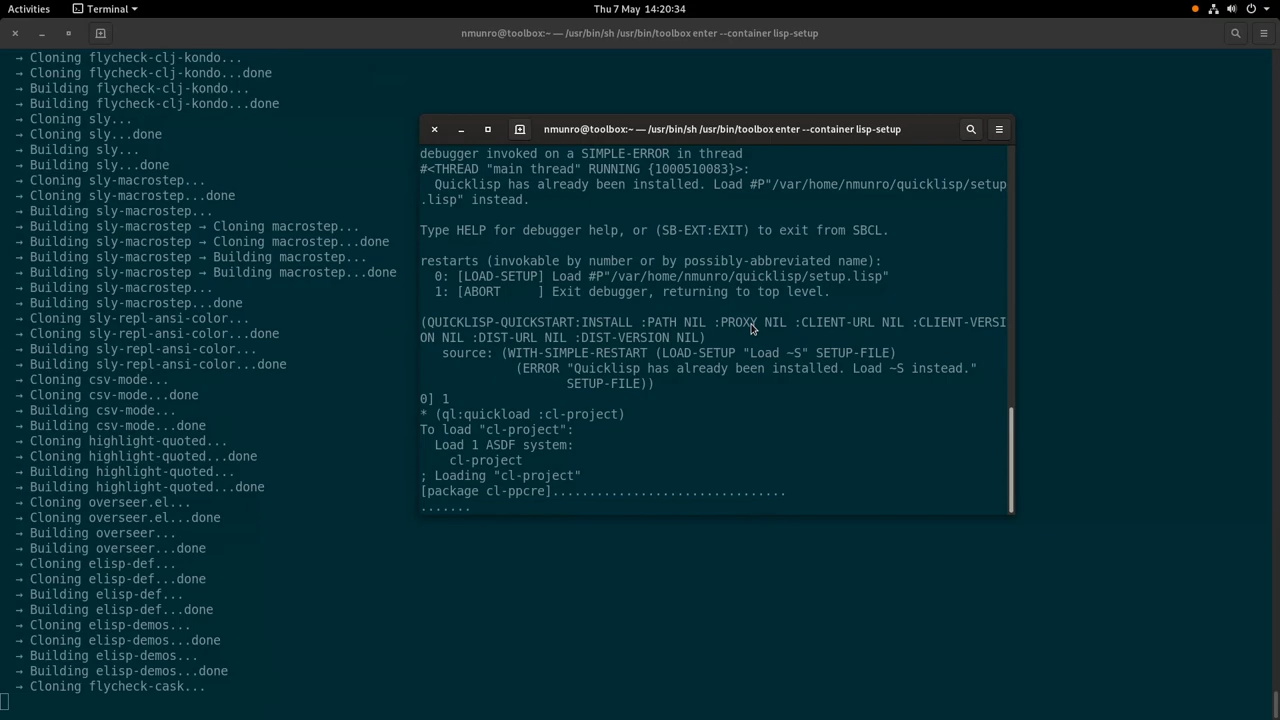 Activities
Terminal
Thu 7 May 14:20:34
nmunro@toolbox:~ — /usr/bin/sh /usr/bin/toolbox enter --container lisp-setup
→ Cloning flycheck-clj-kondo...
→ Cloning flycheck-clj-kondo...done
→ Building flycheck-clj-kondo...
→ Building flycheck-clj-kondo...done
→ Cloning sly...
→ Cloning sly...done
→ Building sly...
→ Building sly...done
→ Cloning sly-macrostep...
→ Cloning sly-macrostep...done
→ Building sly-macrostep...
→ Building sly-macrostep → Cloning macrostep...
→ Building sly-macrostep → Cloning macrostep...done
→ Building sly-macrostep → Building macrostep...
→ Building sly-macrostep → Building macrostep...done
→ Building sly-macrostep...
→ Building sly-macrostep...done
→ Cloning sly-repl-ansi-color...
→ Cloning sly-repl-ansi-color...done
→ Building sly-repl-ansi-color...
→ Building sly-repl-ansi-color...done
→ Cloning csv-mode...
→ Cloning csv-mode...done
→ Building csv-mode...
→ Building csv-mode...done
→ Cloning highlight-quoted...
→ Cloning highlight-quoted...done
→ Building highlight-quoted...
→ Building highlight-quoted...done
→ Cloning overseer.el...
→ Cloning overseer.el...done
→ Building overseer...
→ Building overseer...done
→ Cloning elisp-def...
→ Cloning elisp-def...done
→ Building elisp-def...
→ Building elisp-def...done
→ Cloning elisp-demos...
→ Cloning elisp-demos...done
→ Building elisp-demos...
→ Building elisp-demos...done
→ Cloning flycheck-cask...
nmunro@toolbox:~ — /usr/bin/sh /usr/bin/toolbox enter --container lisp-setup
debugger invoked on a SIMPLE-ERROR in thread
#<THREAD "main thread" RUNNING {1000510083}>:
  Quicklisp has already been installed. Load #P"/var/home/nmunro/quicklisp/setup
.lisp" instead.
Type HELP for debugger help, or (SB-EXT:EXIT) to exit from SBCL.
restarts (invokable by number or by possibly-abbreviated name):
  0: [LOAD-SETUP] Load #P"/var/home/nmunro/quicklisp/setup.lisp"
  1: [ABORT     ] Exit debugger, returning to top level.
(QUICKLISP-QUICKSTART:INSTALL :PATH NIL :PROXY NIL :CLIENT-URL NIL :CLIENT-VERSI
ON NIL :DIST-URL NIL :DIST-VERSION NIL)
   source: (WITH-SIMPLE-RESTART (LOAD-SETUP "Load ~S" SETUP-FILE)
             (ERROR "Quicklisp has already been installed. Load ~S instead."
                    SETUP-FILE))
0] 1
* (ql:quickload :cl-project)
To load "cl-project":
  Load 1 ASDF system:
    cl-project
; Loading "cl-project"
[package cl-ppcre]................................
.......